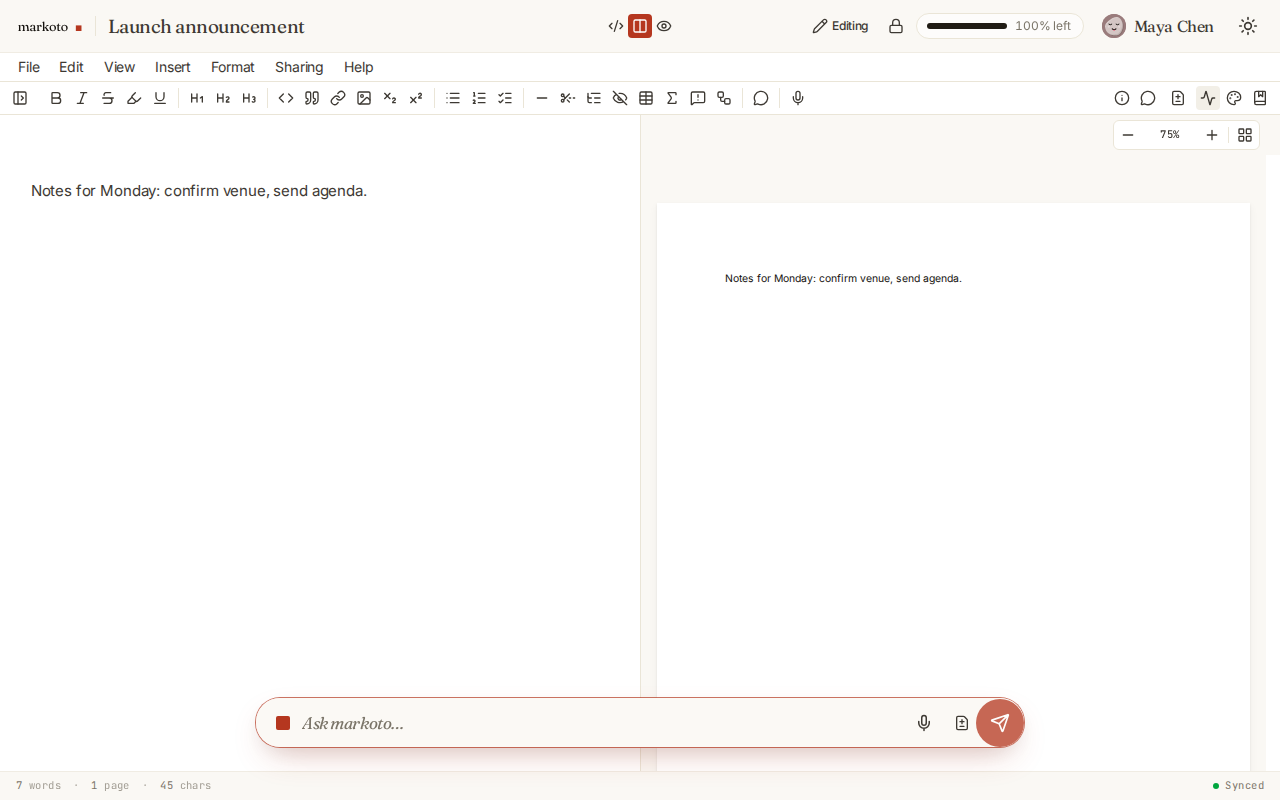 markoto
Launch announcement
Editing
100% left
Maya Chen
File Edit View Insert Format Sharing Help
H1 H2 H3
75%
Notes for Monday: confirm venue, send agenda.
Notes for Monday: confirm venue, send agenda.
Ask markoto...
7 words · 1 page · 45 chars
Synced